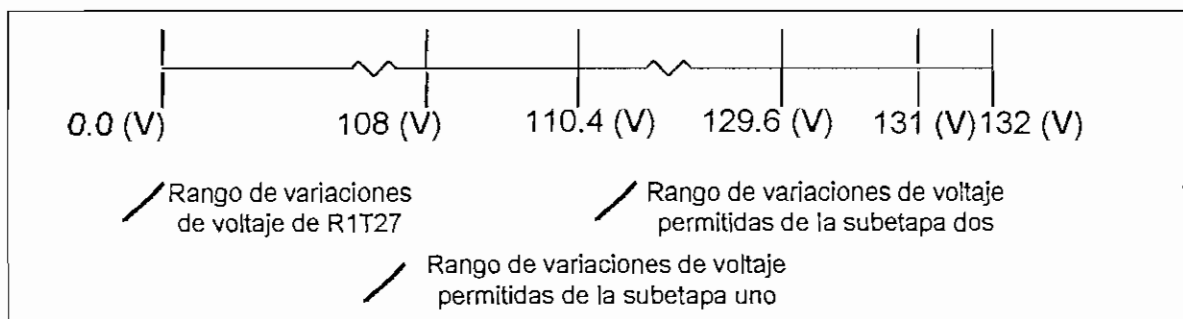 0.0 (V) 108 (V) 110.4 (V) 129.6 (V) 131 (V) 132 (V)
Rango de variaciones
de voltaje de R1T27
Rango de variaciones de voltaje
permitidas de la subetapa dos
Rango de variaciones de voltaje
permitidas de la subetapa uno